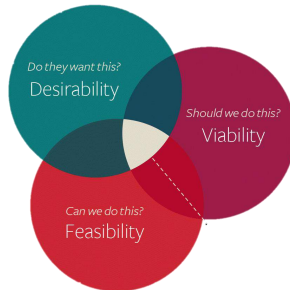 Do they want this?
Desirability
Should we do this?
Viability
Can we do this?
Feasibility